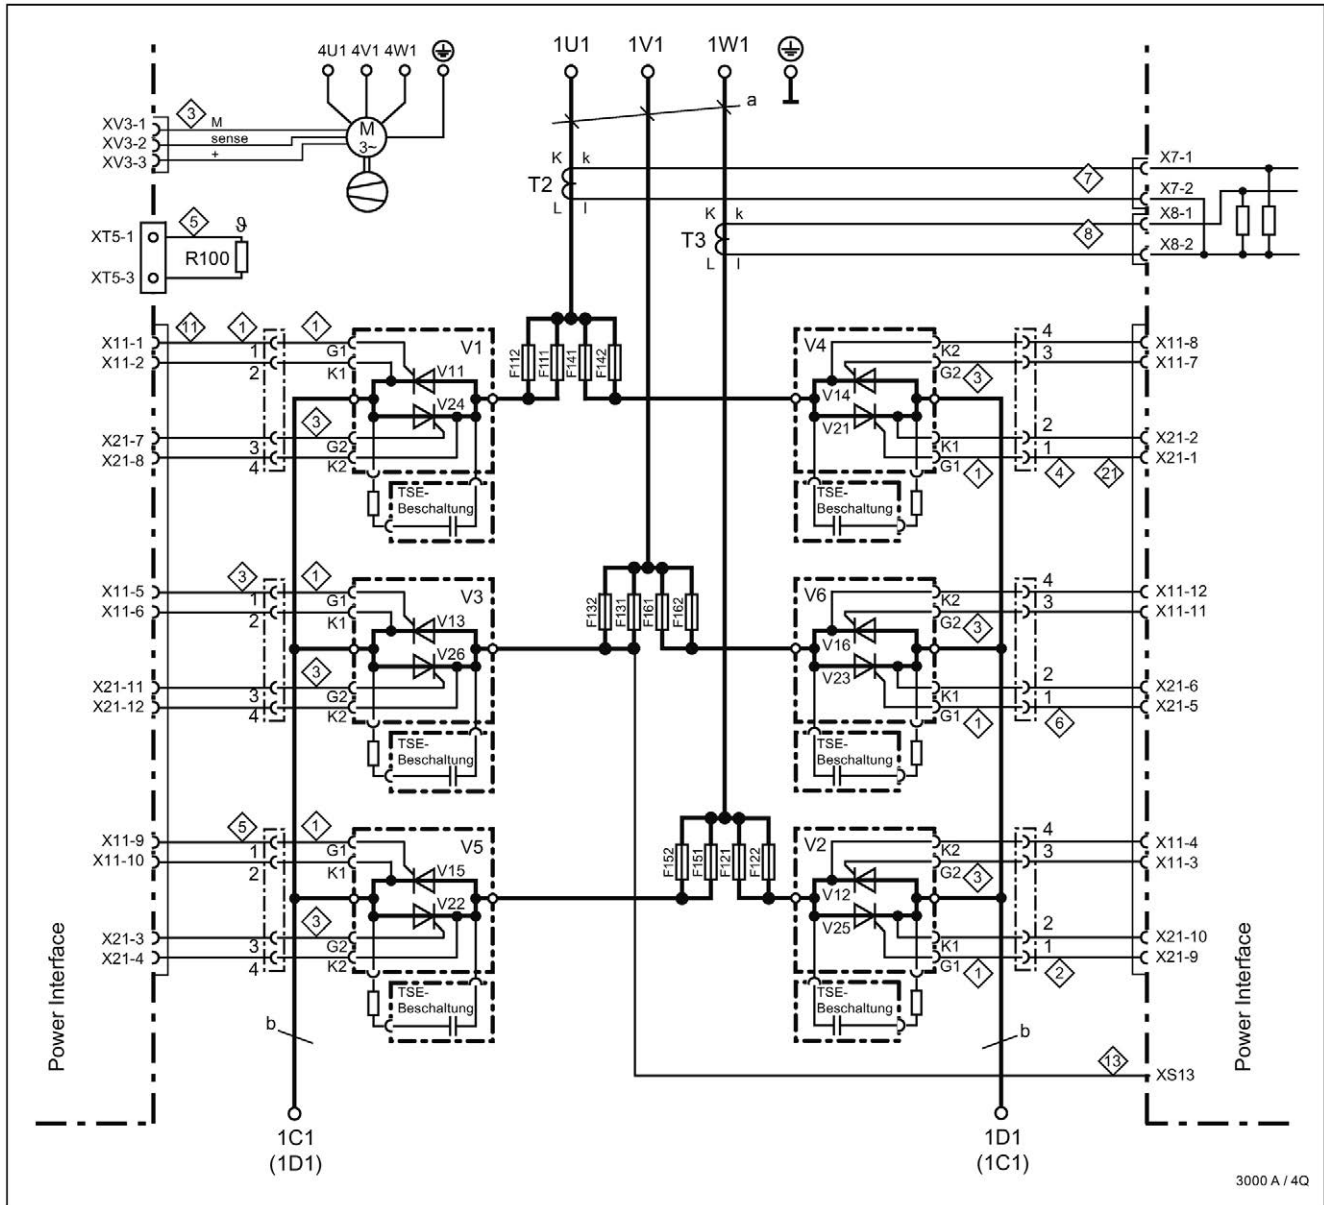 4U1 4V1 4W1
1U1 1V1 1W1
a
XV3-1 3 M
XV3-2 sense
XV3-3 +
M
3~
K k
T2
L l
7 X7-1
X7-2
K k
T3
L l
X8-1
8
X8-2
XT5-1 5 ϑ
R100
XT5-3
11 1 1
X11-1 1 G1 V1
X11-2 2 K1 V11
V24
3
X21-7 3 G2
X21-8 4 K2
TSE-
Beschaltung
F112 F111 F141 F142
V4 K2 4 X11-8
G2 3 3 X11-7
V14
V21
K1 2 X21-2
G1 1 1 4 21 X21-1
TSE-
Beschaltung
3 1
X11-5 1 G1 V3
X11-6 2 K1 V13
V26
3
X21-11 3 G2
X21-12 4 K2
TSE-
Beschaltung
F132 F131 F161 F162
V6 K2 4 X11-12
G2 3 3 X11-11
V16
V23
K1 2 X21-6
G1 1 1 6 X21-5
TSE-
Beschaltung
5 1
X11-9 1 G1 V5
X11-10 2 K1 V15
V22
3
X21-3 3 G2
X21-4 4 K2
TSE-
Beschaltung
F152 F151 F121 F122
V2 K2 4 X11-4
G2 3 3 X11-3
V12
V25
K1 2 X21-10
G1 1 1 2 X21-9
TSE-
Beschaltung
Power Interface
b
b
Power Interface
13 XS13
1C1
(1D1)
1D1
(1C1)
3000 A / 4Q